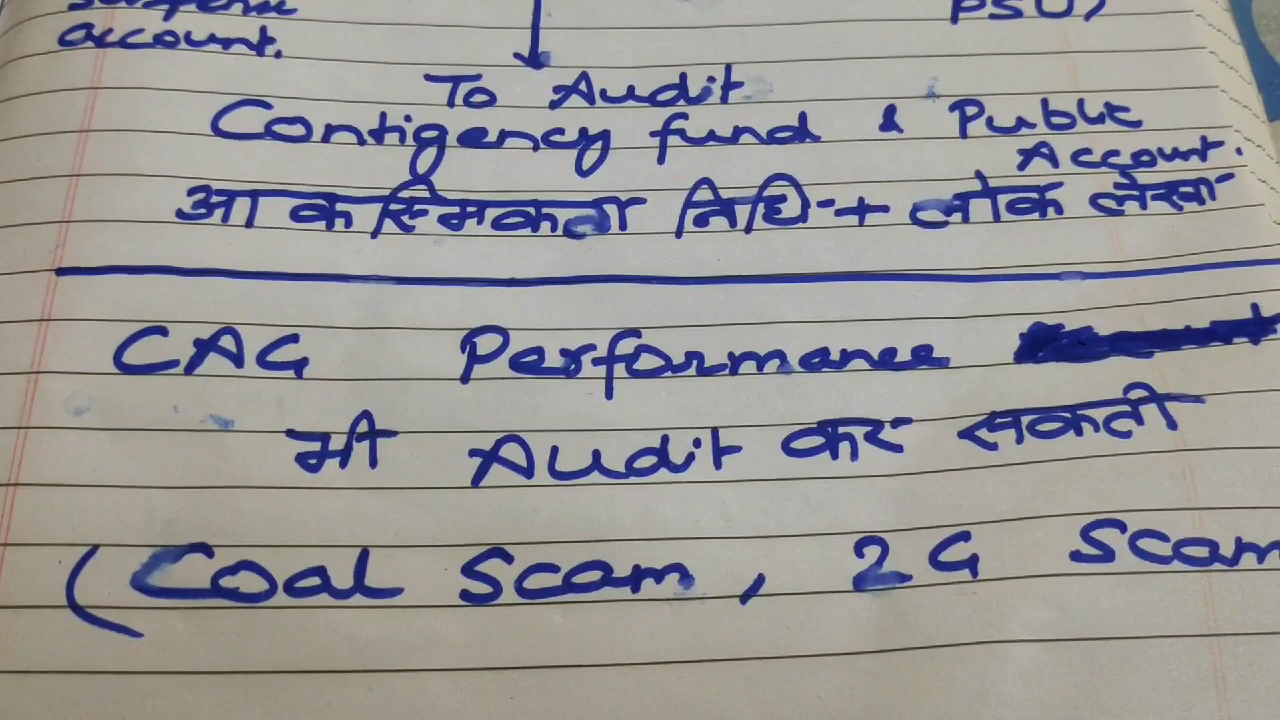 suspense
account.
PSU)
To Audit
Contigency fund & Public
Account.
आकस्मिकता निधि + लोक लेखा
CAG Performance
भी Audit कर सकती
(Coal Scam, 2G Scam